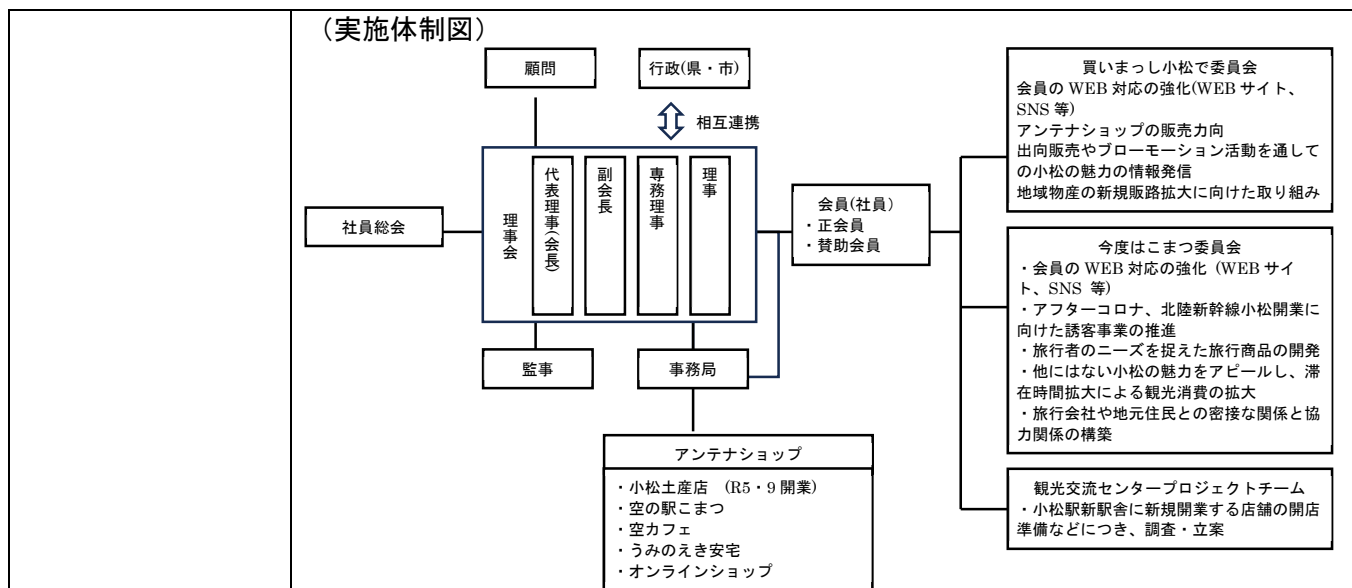 （実施体制図）
顧問
行政(県・市)
相互連携
理事会
代表理事(会長)
副会長
専務理事
理事
社員総会
監事
事務局
会員(社員）
・正会員
・賛助会員
アンテナショップ
・小松土産店　(R5・9 開業)
・空の駅こまつ
・空カフェ
・うみのえき安宅
・オンラインショップ
買いまっし小松で委員会
会員の WEB 対応の強化(WEB サイト、
SNS 等)
アンテナショップの販売力向
出向販売やブローモーション活動を通して
の小松の魅力の情報発信
地域物産の新規販路拡大に向けた取り組み
今度はこまつ委員会
・会員の WEB 対応の強化 (WEB サイ
ト、SNS 等)
・アフターコロナ、北陸新幹線小松開業に
向けた誘客事業の推進
・旅行者のニーズを捉えた旅行商品の開発
・他にはない小松の魅力をアピールし、滞
在時間拡大による観光消費の拡大
・旅行会社や地元住民との密接な関係と協
力関係の構築
観光交流センタープロジェクトチーム
・小松駅新駅舎に新規開業する店舗の開店
準備などにつき、調査・立案